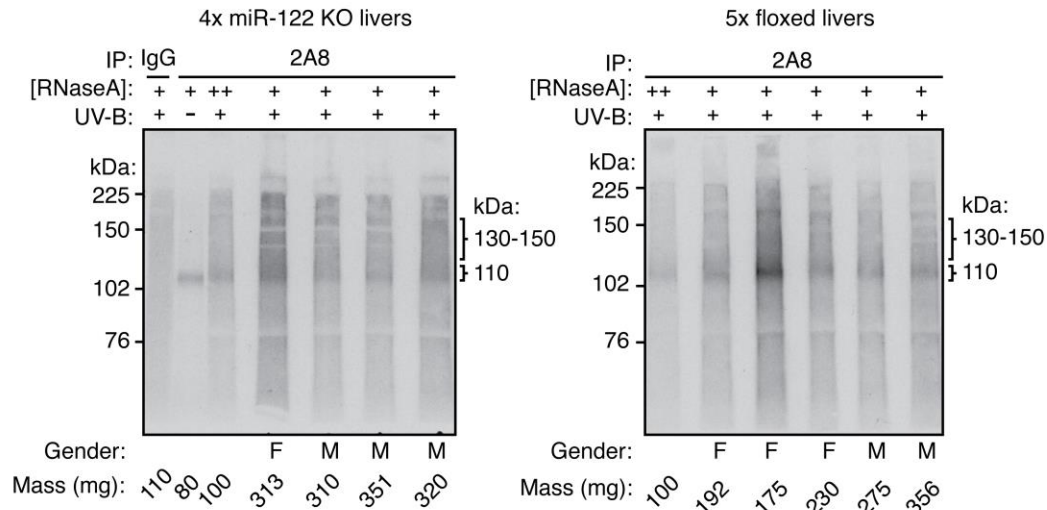 4x miR-122 KO livers
IP: IgG 2A8
[RNaseA]: + + ++ + + + +
UV-B: + - + + + + +
kDa:
225
150
102
76
kDa:
130-150
110
Gender: F M M M
Mass (mg): 110 80 100 313 310 351 320
5x floxed livers
IP: 2A8
[RNaseA]: ++ + + + + +
UV-B: + + + + + +
kDa:
225
150
102
76
kDa:
130-150
110
Gender: F F F M M
Mass (mg): 100 192 175 230 275 356